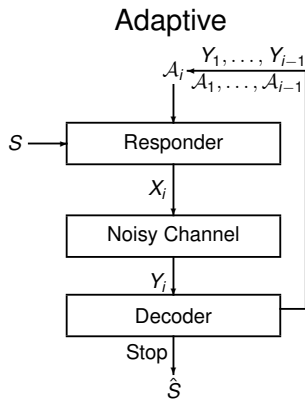 Adaptive
Y₁, . . . , Yᵢ₋₁
𝒜ᵢ
𝒜₁, . . . , 𝒜ᵢ₋₁
S
Responder
Xᵢ
Noisy Channel
Yᵢ
Decoder
Stop
Ŝ